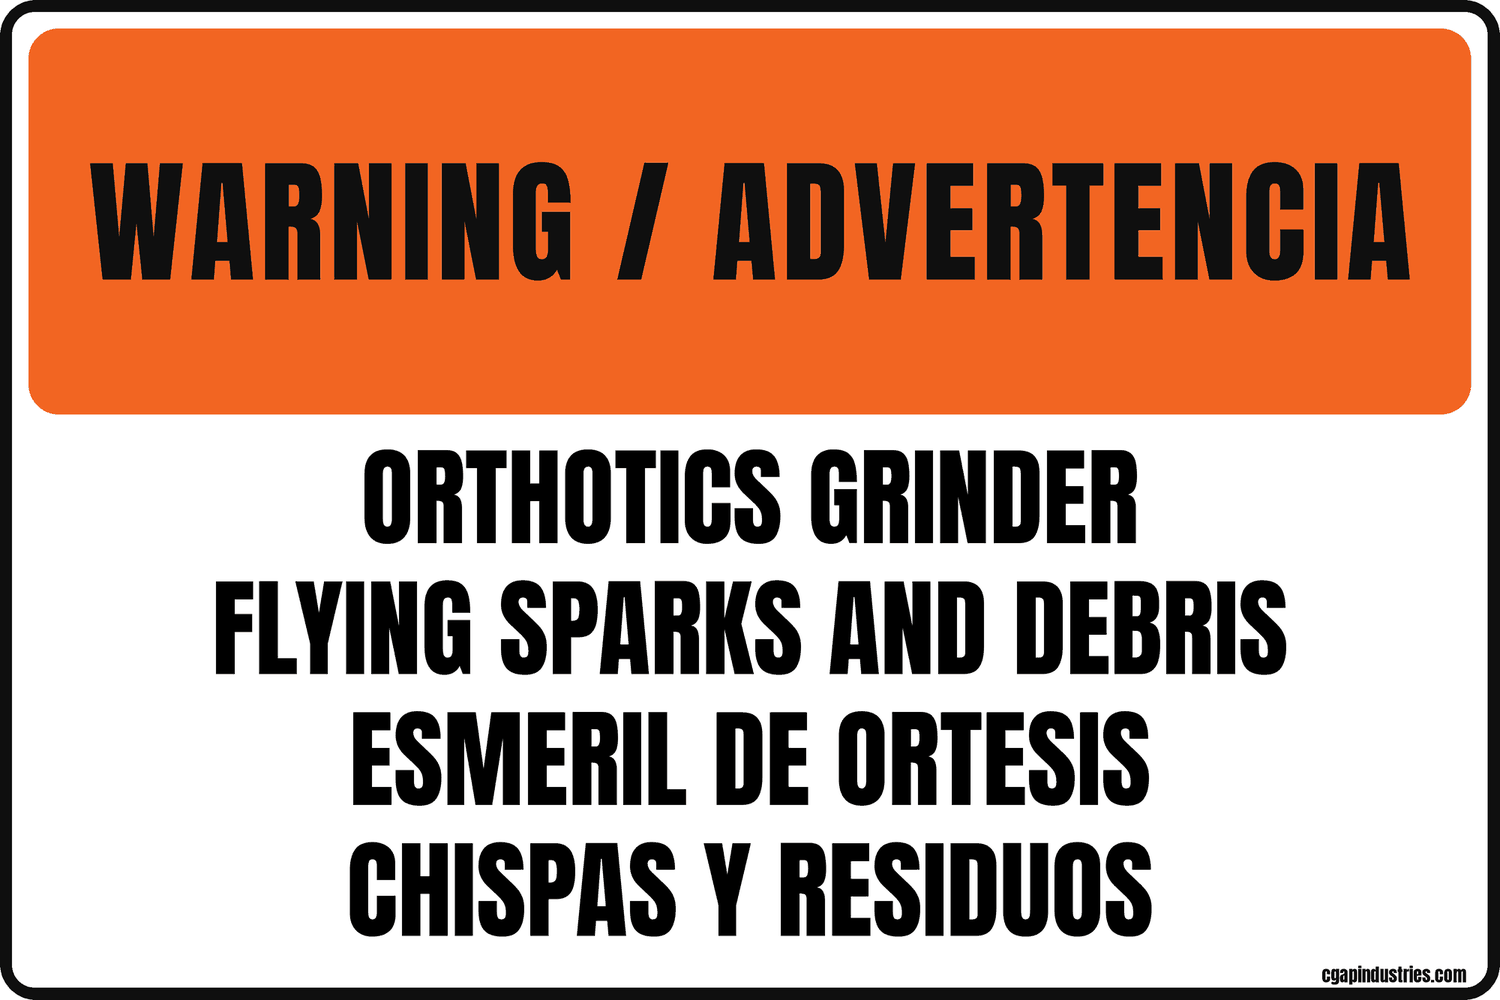 WARNING / ADVERTENCIA
ORTHOTICS GRINDER
FLYING SPARKS AND DEBRIS
ESMERIL DE ORTESIS
CHISPAS Y RESIDUOS
cgapindustries.com